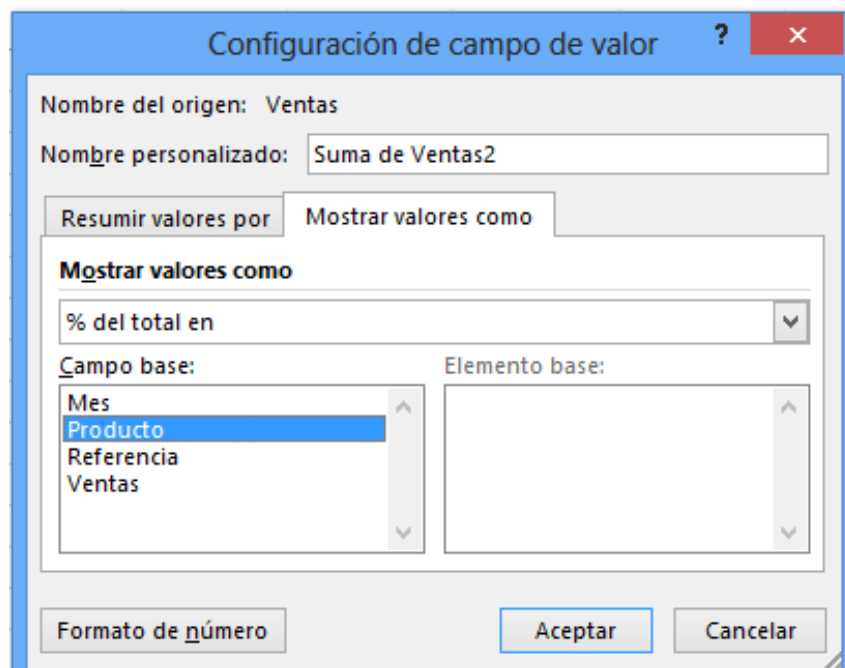 Configuración de campo de valor ? ×
Nombre del origen: Ventas
Nombre personalizado: Suma de Ventas2
Resumir valores por Mostrar valores como
Mostrar valores como
% del total en
Campo base: Elemento base:
Mes
Producto
Referencia
Ventas
Formato de número Aceptar Cancelar